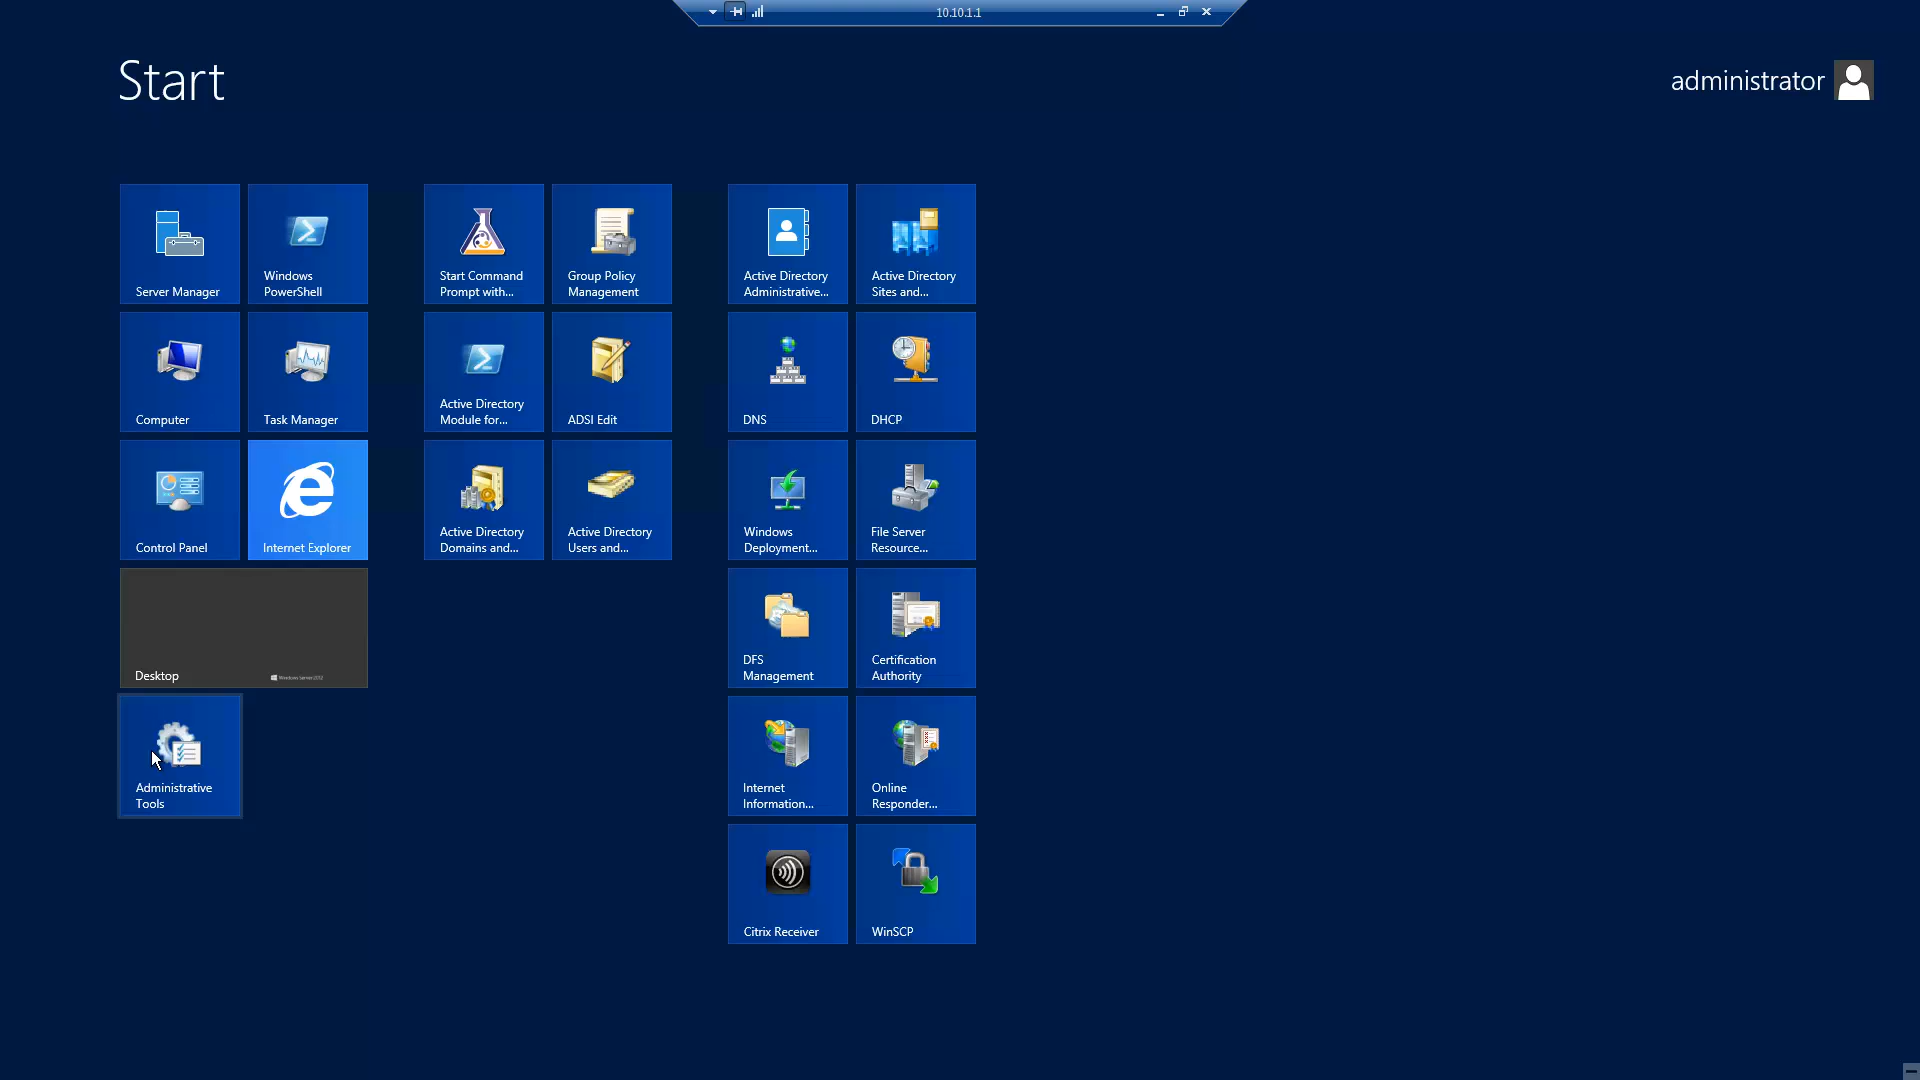 10.10.1.1
Start
administrator
Server Manager
Windows
PowerShell
Start Command
Prompt with...
Group Policy
Management
Active Directory
Administrative...
Active Directory
Sites and...
Computer
Task Manager
Active Directory
Module for...
ADSI Edit
DNS
DHCP
Control Panel
Internet Explorer
Active Directory
Domains and...
Active Directory
Users and...
Windows
Deployment...
File Server
Resource...
Desktop
Windows Server 2012
DFS
Management
Certification
Authority
Administrative
Tools
Internet
Information...
Online
Responder...
Citrix Receiver
WinSCP